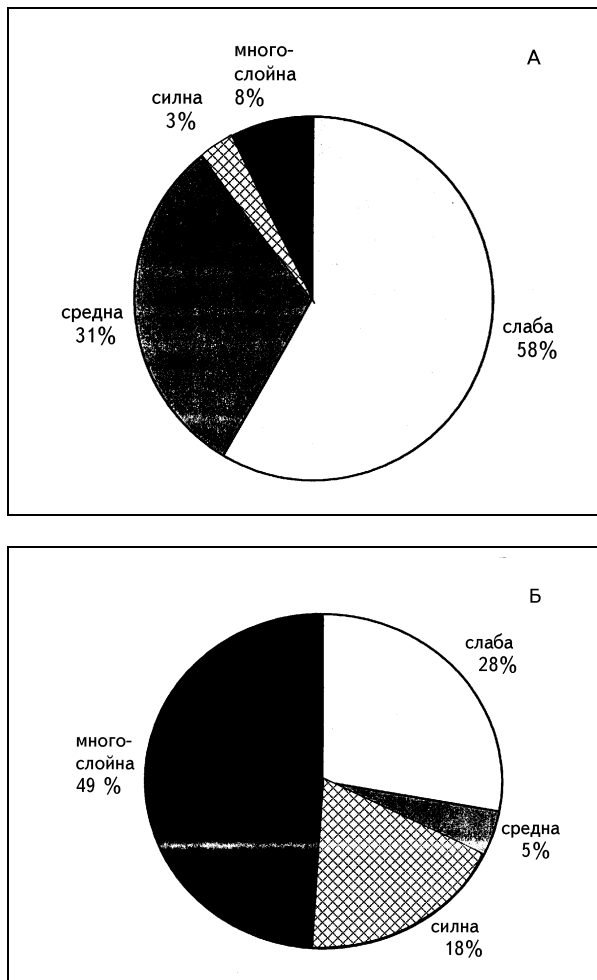 А
много-
слойна
8%
силна
3%
средна
31%
слаба
58%
Б
слаба
28%
много-
слойна
49 %
средна
5%
силна
18%